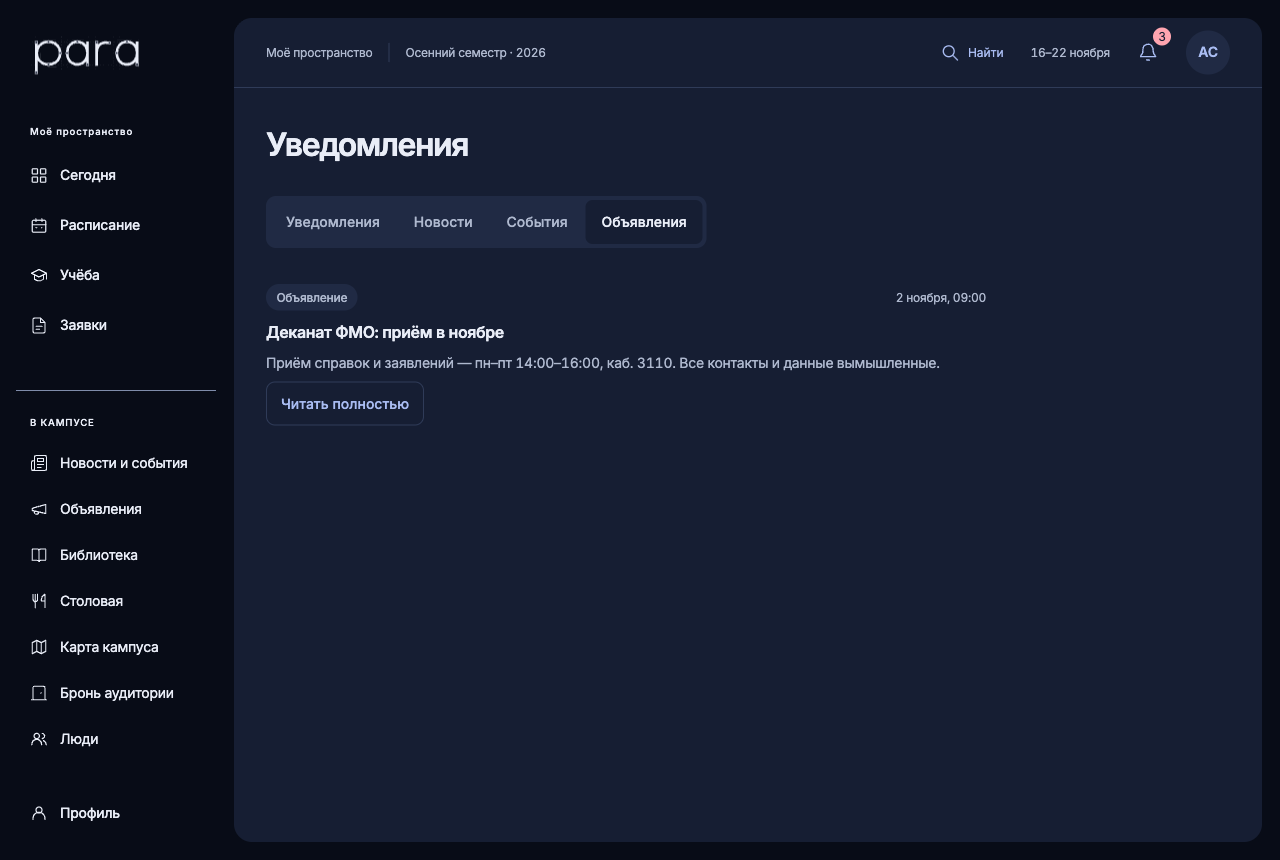 para
Моё пространство
Сегодня
Расписание
Учёба
Заявки
В КАМПУСЕ
Новости и события
Объявления
Библиотека
Столовая
Карта кампуса
Бронь аудитории
Люди
Профиль
Моё пространство
Осенний семестр · 2026
Найти
16–22 ноября
3
АС
Уведомления
Уведомления
Новости
События
Объявления
Объявление
2 ноября, 09:00
Деканат ФМО: приём в ноябре
Приём справок и заявлений — пн–пт 14:00–16:00, каб. 3110. Все контакты и данные вымышленные.
Читать полностью